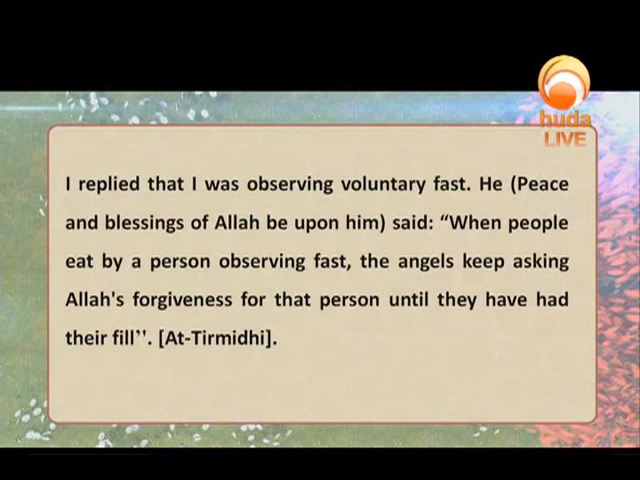 huda
LIVE
I replied that I was observing voluntary fast. He (Peace
and blessings of Allah be upon him) said: “When people
eat by a person observing fast, the angels keep asking
Allah's forgiveness for that person until they have had
their fill’’. [At-Tirmidhi].